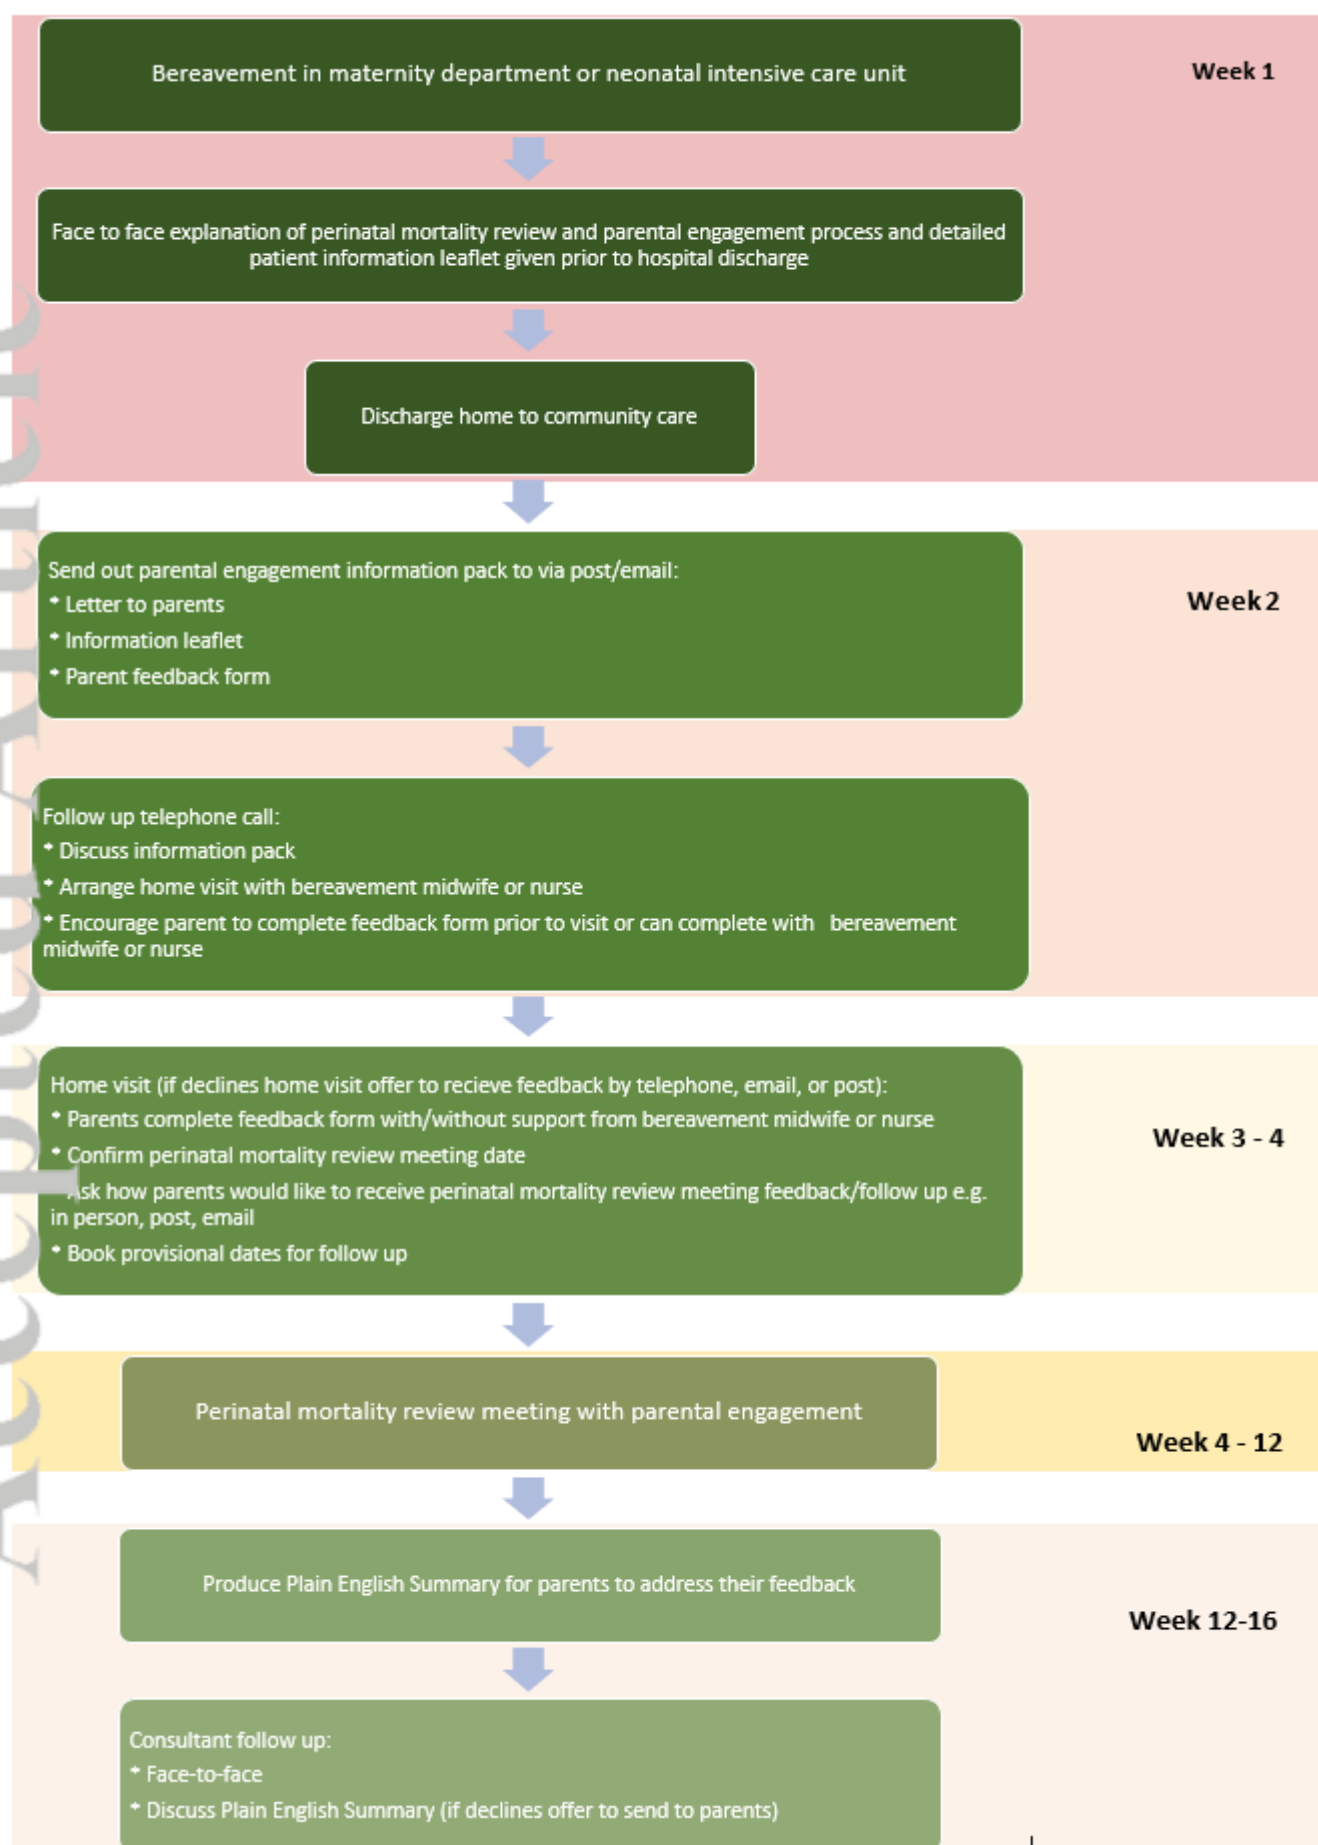 Bereavement in maternity department or neonatal intensive care unit
Week 1
Face to face explanation of perinatal mortality review and parental engagement process and detailed
patient information leaflet given prior to hospital discharge
Discharge home to community care
Send out parental engagement information pack to via post/email:
* Letter to parents
* Information leaflet
* Parent feedback form
Week 2
Follow up telephone call:
* Discuss information pack
* Arrange home visit with bereavement midwife or nurse
* Encourage parent to complete feedback form prior to visit or can complete with bereavement
midwife or nurse
Home visit (if declines home visit offer to recieve feedback by telephone, email, or post):
* Parents complete feedback form with/without support from bereavement midwife or nurse
* Confirm perinatal mortality review meeting date
Ask how parents would like to receive perinatal mortality review meeting feedback/follow up e.g.
in person, post, email
* Book provisional dates for follow up
Week 3 - 4
Perinatal mortality review meeting with parental engagement
Week 4 - 12
Produce Plain English Summary for parents to address their feedback
Week 12-16
Consultant follow up:
* Face-to-face
* Discuss Plain English Summary (if declines offer to send to parents)
Accepted Article